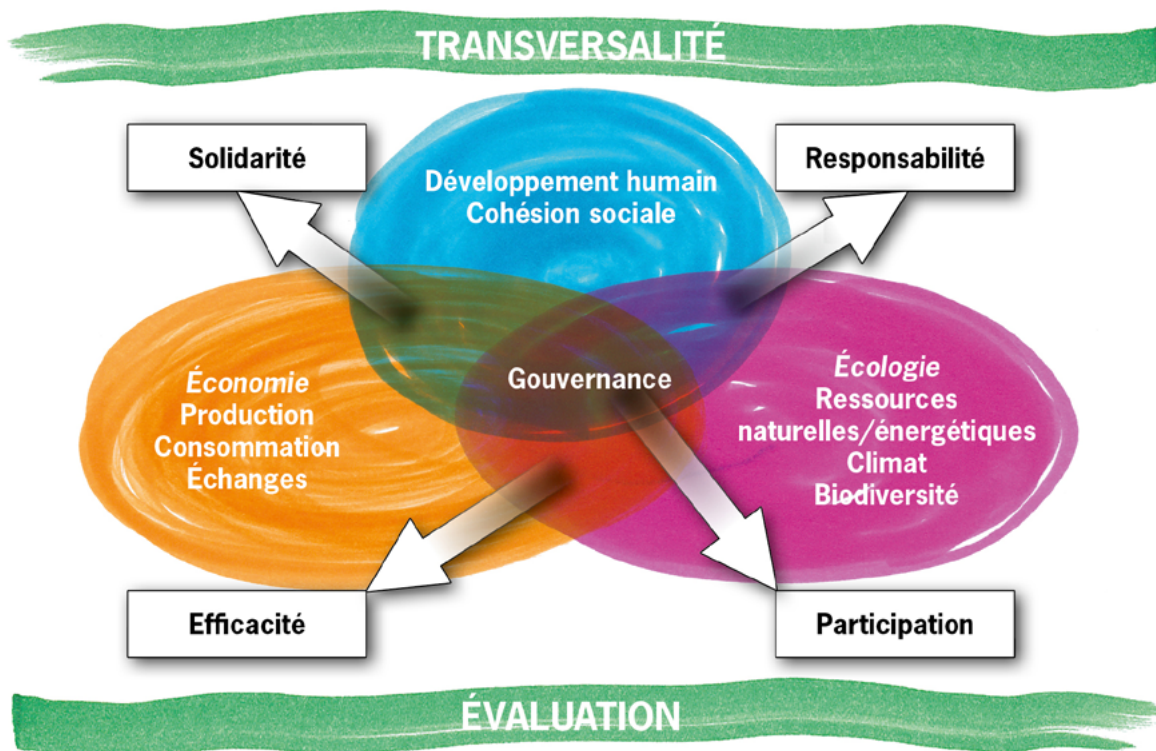 TRANSVERSALITÉ
Solidarité
Responsabilité
Développement humain
Cohésion sociale
Économie
Production
Consommation
Échanges
Gouvernance
Écologie
Ressources
naturelles/énergétiques
Climat
Biodiversité
Efficacité
Participation
ÉVALUATION